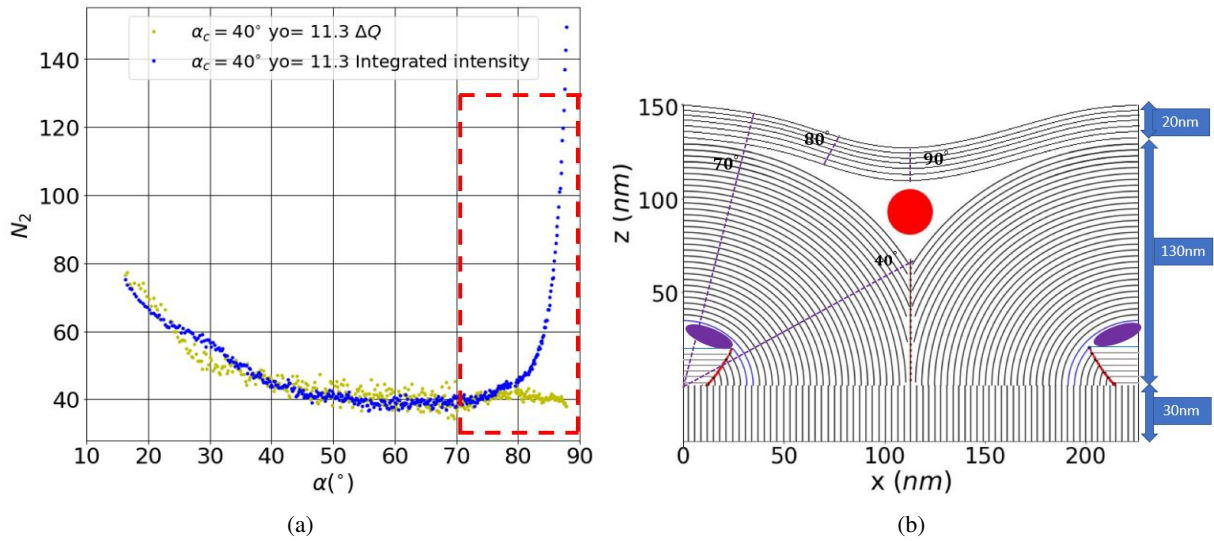 α_c = 40° yo= 11.3 ΔQ
α_c = 40° yo= 11.3 Integrated intensity
140
120
100
80
60
40
N₂
10 20 30 40 50 60 70 80 90
α(°)
(a)
150
100
50
z (nm)
70°
80°
90°
40°
20nm
130nm
30nm
0 50 100 150 200
x (nm)
(b)